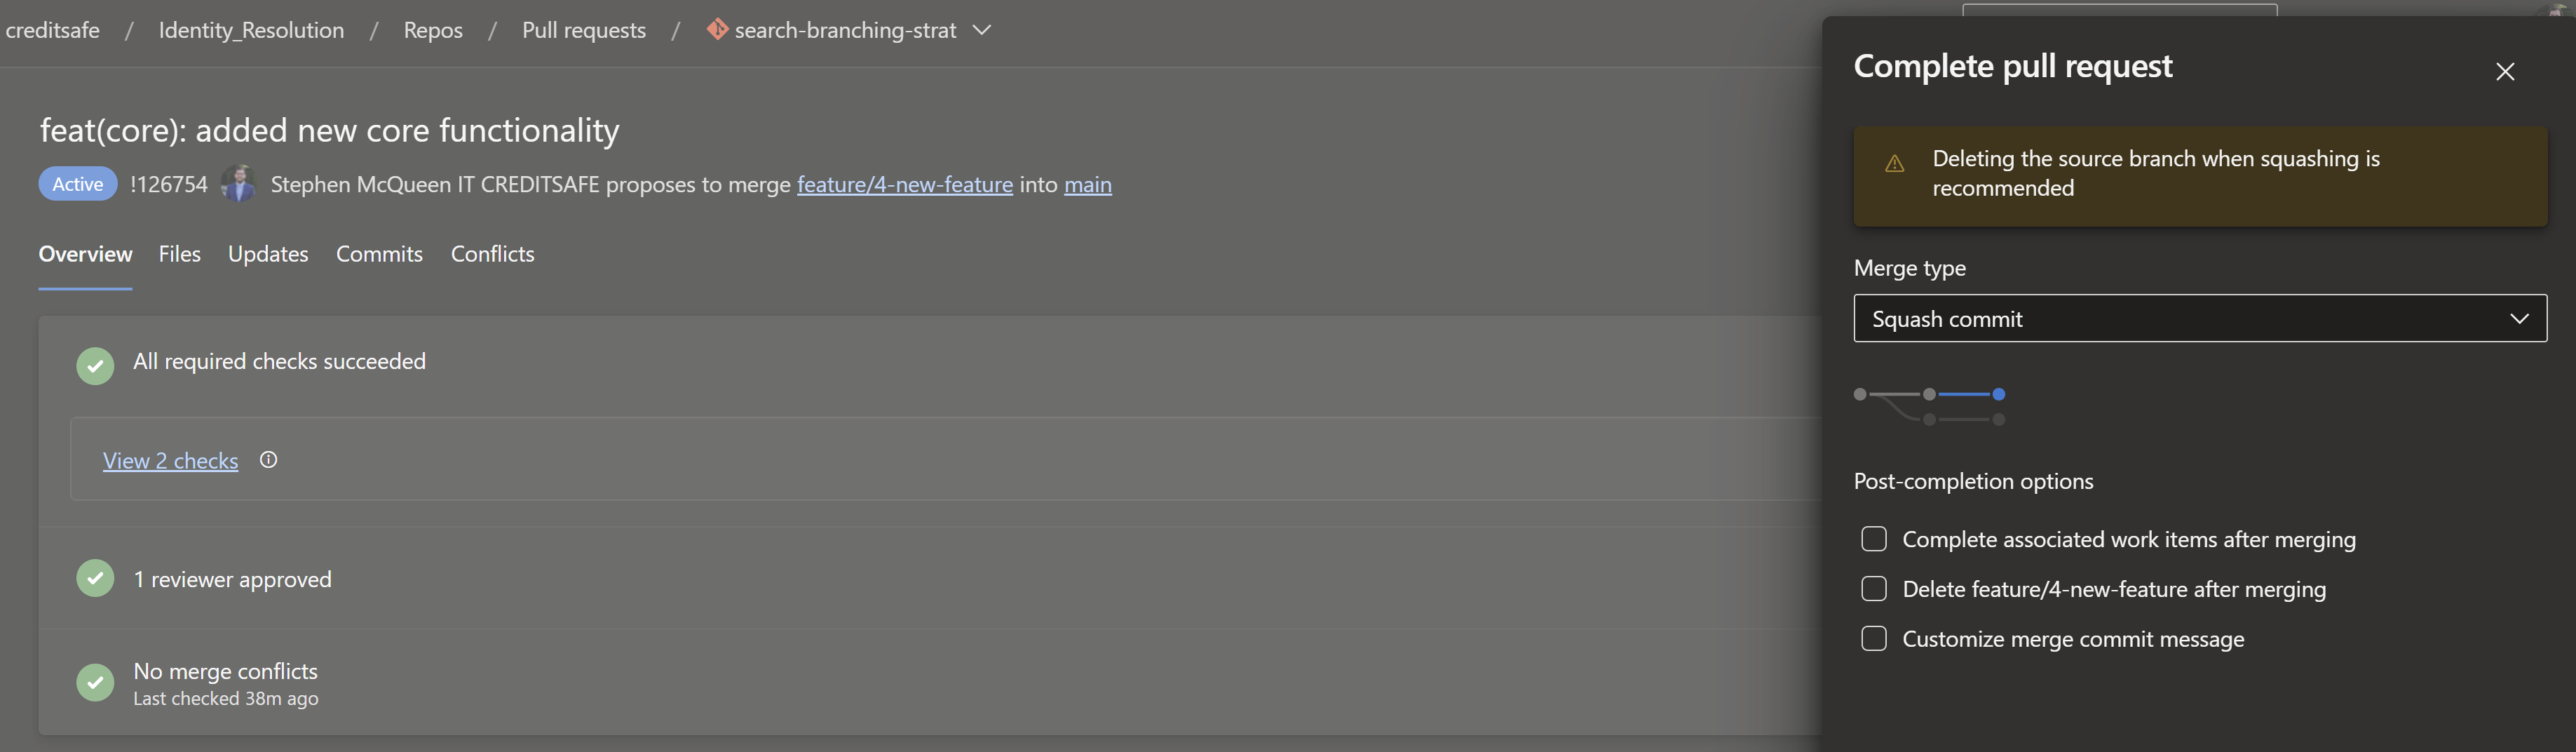 creditsafe / Identity_Resolution / Repos / Pull requests / search-branching-strat
feat(core): added new core functionality
Active !126754 Stephen McQueen IT CREDITSAFE proposes to merge feature/4-new-feature into main
Overview Files Updates Commits Conflicts
All required checks succeeded
View 2 checks
1 reviewer approved
No merge conflicts
Last checked 38m ago
Complete pull request
Deleting the source branch when squashing is
recommended
Merge type
Squash commit
Post-completion options
Complete associated work items after merging
Delete feature/4-new-feature after merging
Customize merge commit message